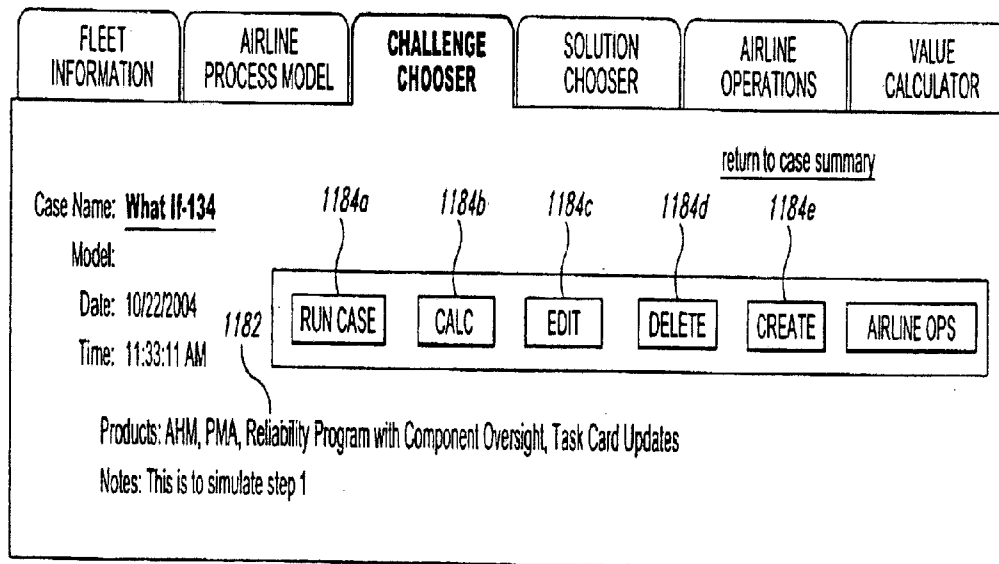 FLEET INFORMATION
AIRLINE PROCESS MODEL
CHALLENGE CHOOSER
SOLUTION CHOOSER
AIRLINE OPERATIONS
VALUE CALCULATOR
return to case summary
Case Name: What If-134
1184a 1184b 1184c 1184d 1184e
Model:
Date: 10/22/2004
1182
RUN CASE CALC EDIT DELETE CREATE AIRLINE OPS
Time: 11:33:11 AM
Products: AHM, PMA, Reliability Program with Component Oversight, Task Card Updates
Notes: This is to simulate step 1